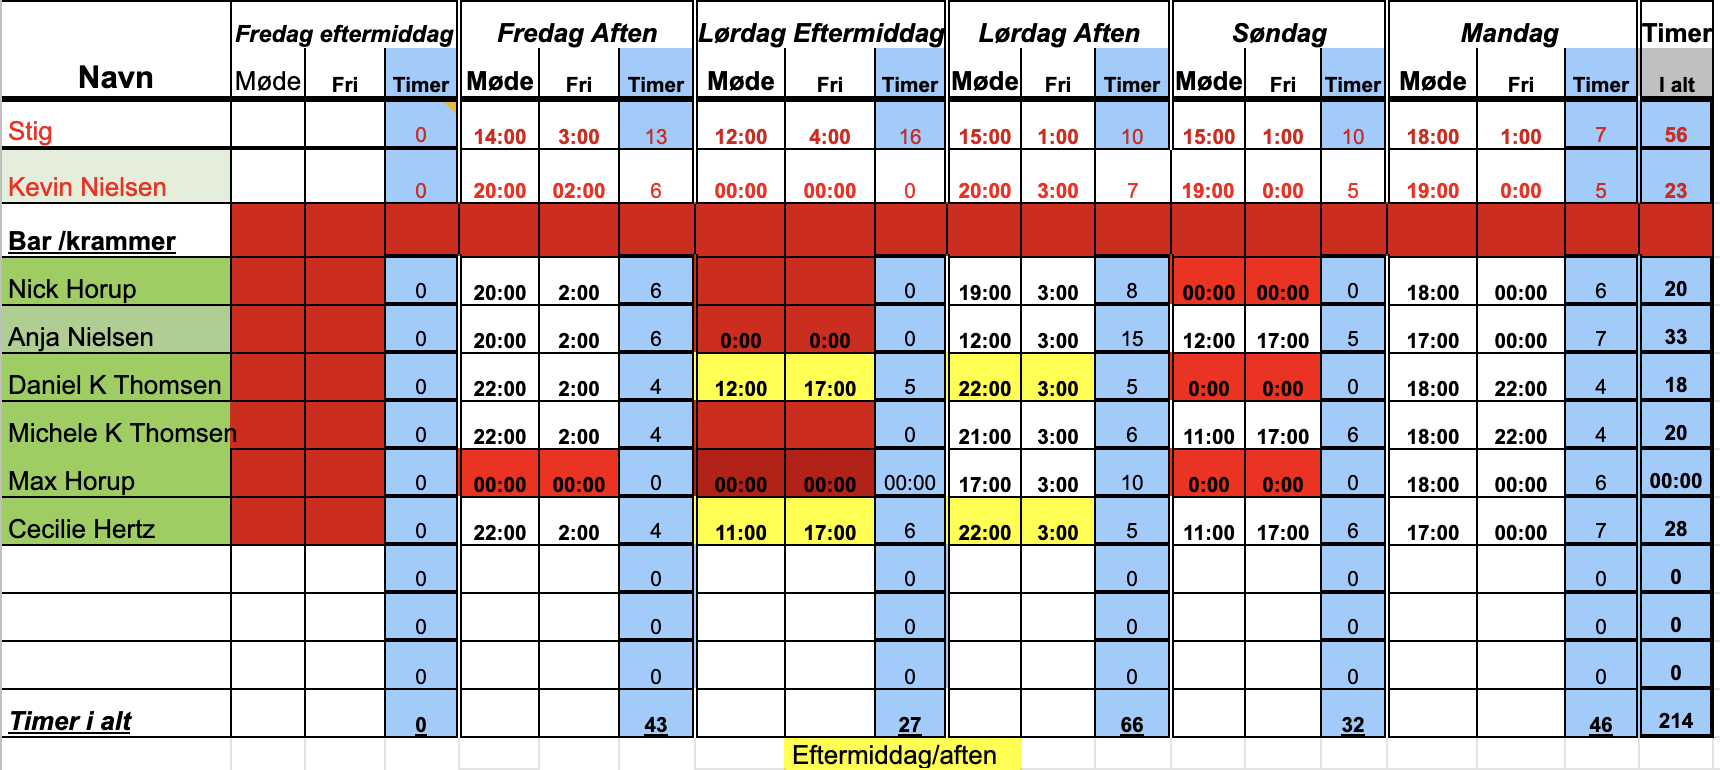 Fredag eftermiddag Fredag Aften Lørdag Eftermiddag Lørdag Aften Søndag Mandag Timer
Navn Møde Fri Timer Møde Fri Timer Møde Fri Timer Møde Fri Timer Møde Fri Timer Møde Fri Timer I alt
Stig 0 14:00 3:00 13 12:00 4:00 16 15:00 1:00 10 15:00 1:00 10 18:00 1:00 7 56
Kevin Nielsen 0 20:00 02:00 6 00:00 00:00 0 20:00 3:00 7 19:00 0:00 5 19:00 0:00 5 23
Bar /krammer
Nick Horup 0 20:00 2:00 6 0 19:00 3:00 8 00:00 00:00 0 18:00 00:00 6 20
Anja Nielsen 0 20:00 2:00 6 0:00 0:00 0 12:00 3:00 15 12:00 17:00 5 17:00 00:00 7 33
Daniel K Thomsen 0 22:00 2:00 4 12:00 17:00 5 22:00 3:00 5 0:00 0:00 0 18:00 22:00 4 18
Michele K Thomsen 0 22:00 2:00 4 0 21:00 3:00 6 11:00 17:00 6 18:00 22:00 4 20
Max Horup 0 00:00 00:00 0 00:00 00:00 00:00 17:00 3:00 10 0:00 0:00 0 18:00 00:00 6 00:00
Cecilie Hertz 0 22:00 2:00 4 11:00 17:00 6 22:00 3:00 5 11:00 17:00 6 17:00 00:00 7 28
0 0 0 0 0 0 0
0 0 0 0 0 0 0
0 0 0 0 0 0 0
Timer i alt 0 43 27 66 32 46 214
Eftermiddag/aften